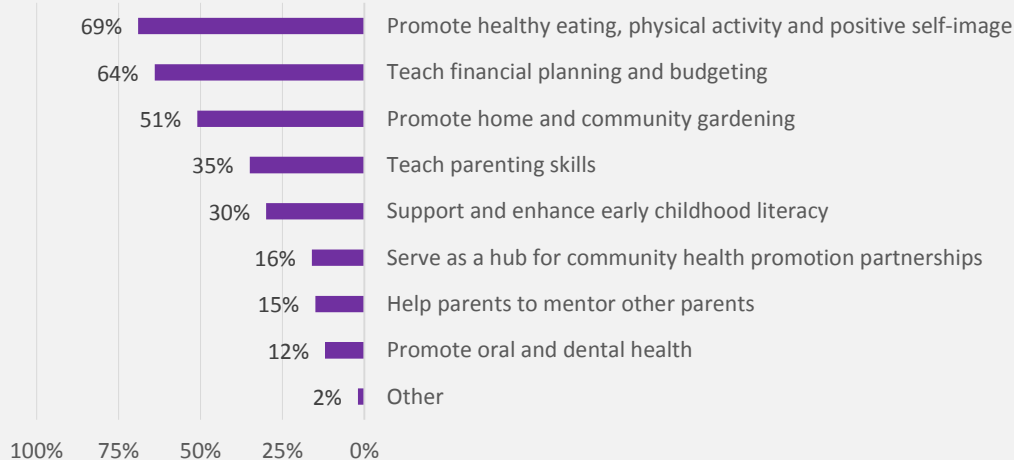 69% Promote healthy eating, physical activity and positive self-image
64% Teach financial planning and budgeting
51% Promote home and community gardening
35% Teach parenting skills
30% Support and enhance early childhood literacy
16% Serve as a hub for community health promotion partnerships
15% Help parents to mentor other parents
12% Promote oral and dental health
2% Other
100% 75% 50% 25% 0%